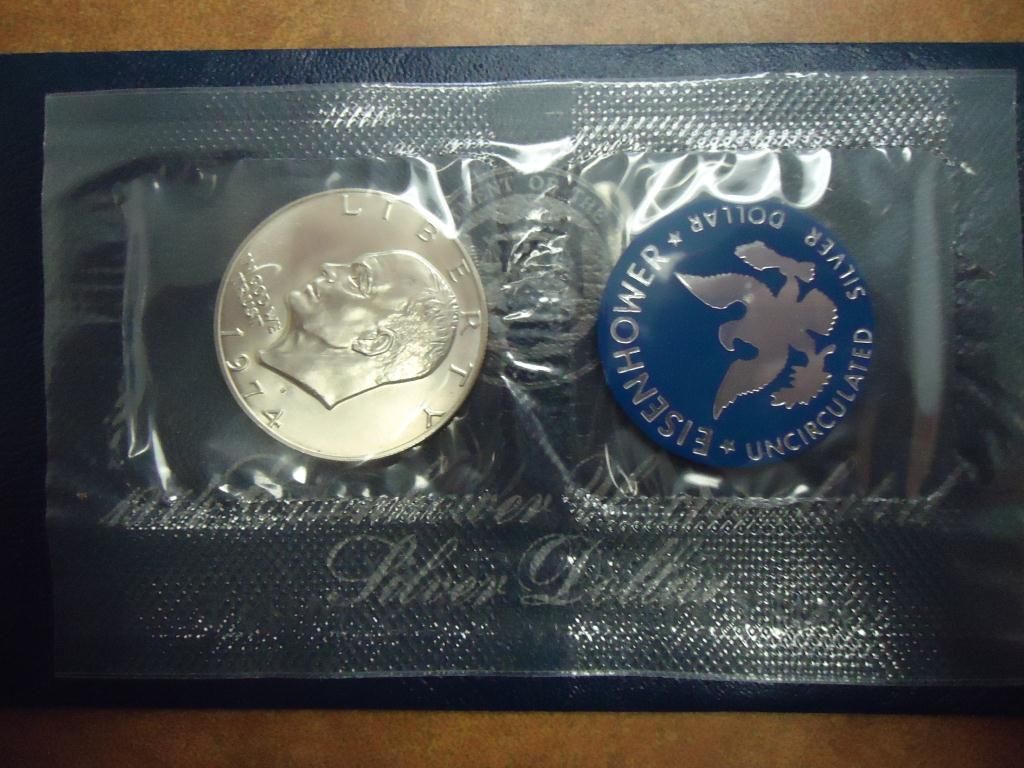 LIBERTY
IN GOD WE TRUST
1974
EISENHOWER
SILVER DOLLAR
UNCIRCULATED
Silver Dollar